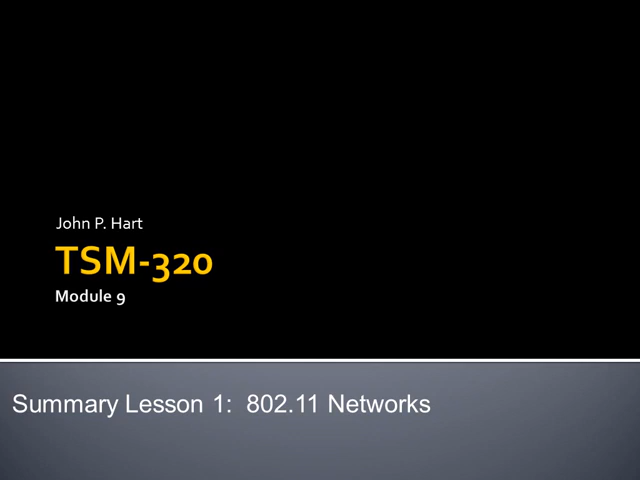 John P. Hart
TSM-320
Module 9
Summary Lesson 1:  802.11 Networks